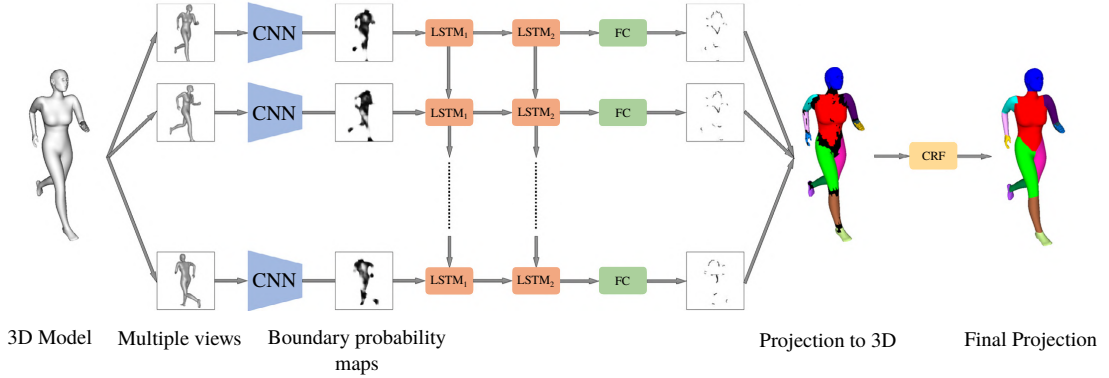 CNN
LSTM₁
LSTM₂
FC
CNN
LSTM₁
LSTM₂
FC
CRF
CNN
LSTM₁
LSTM₂
FC
3D Model
Multiple views
Boundary probability
maps
Projection to 3D
Final Projection